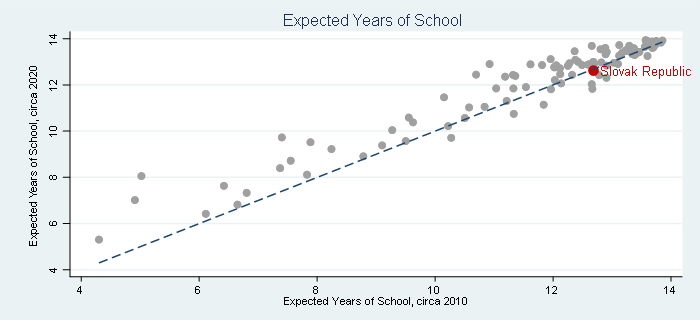 Expected Years of School
Expected Years of School, circa 2020
14
12
10
8
6
4
Slovak Republic
4 6 8 10 12 14
Expected Years of School, circa 2010